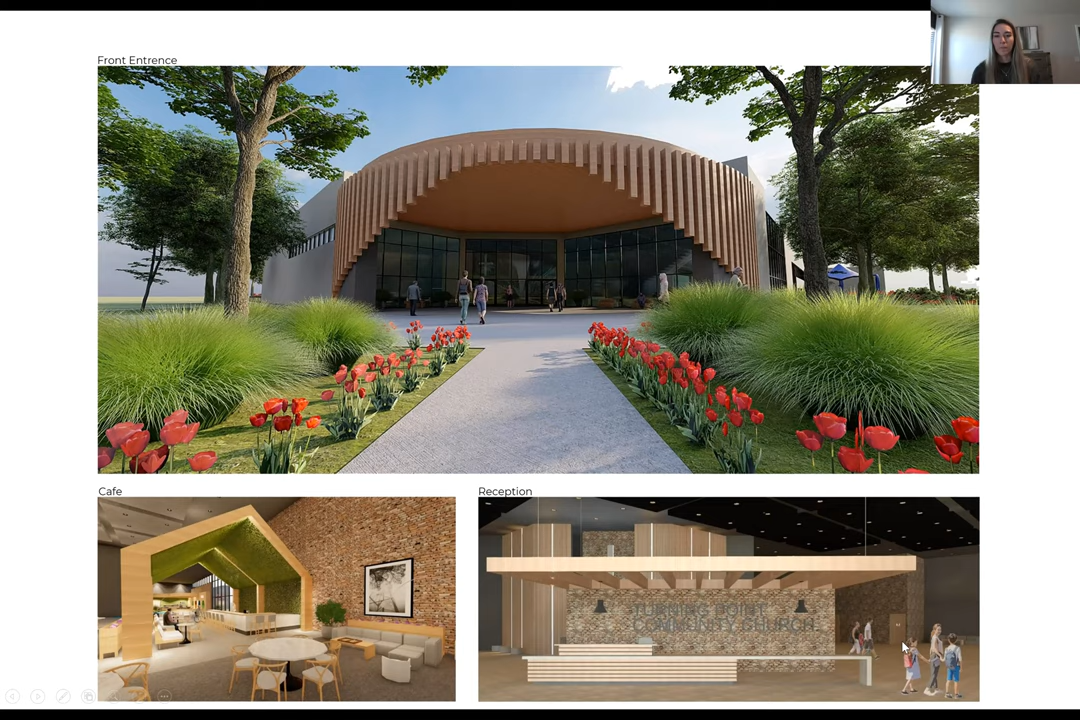 Front Entrence
Cafe
Reception
TURNING POINT
COMMUNITY CHURCH